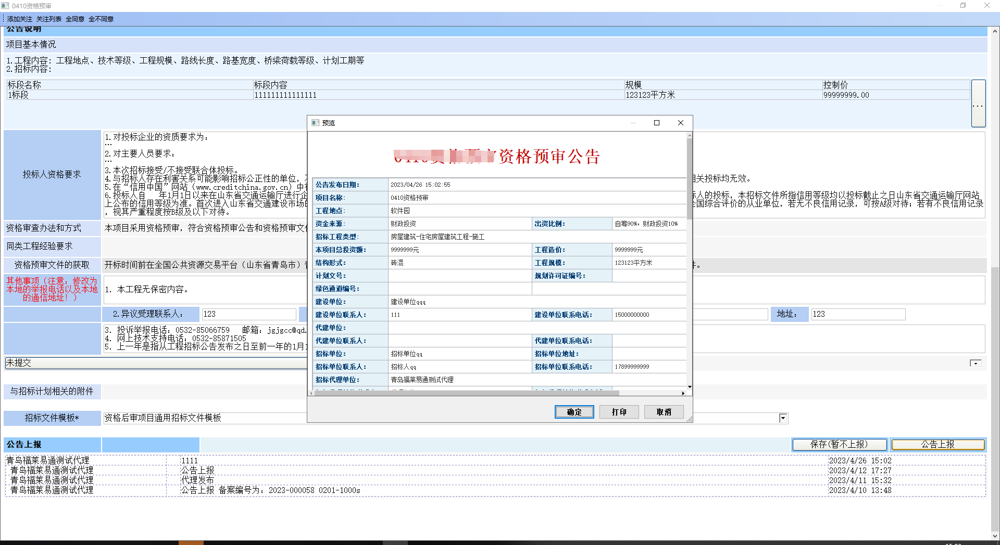 0410资格预审
添加关注 关注列表 全同意 全不同意
公告说明
项目基本情况
1.工程内容：工程地点、技术等级、工程规模、路线长度、路基宽度、桥梁荷载等级、计划工期等
2.招标内容：
标段名称 标段内容 规模 控制价
1标段 111111111111111 123123平方米 99999999.00
...
投标人资格要求
1.对投标企业的资质要求为：
…
2.对主要人员要求：
…
3.本次招标接受/不接受联合体投标。
4.与招标人存在利害关系可能影响招标公正性的单位，
相关投标均无效。
5.在“信用中国”网站（www.creditchina.gov.cn）中
6.投标人自 年1月1日以来在山东省交通运输厅进行
标人的投标，本招标文件所指信用等级均以投标截止之日山东省交通运输厅网站
上公布的信用等级为准。首次进入山东省交通建设市场
全国综合评价的从业单位，若无不良信用记录，可按A级对待；若有不良信用记录
，视其严重程度按B级及以下对待。
资格审查办法和方式 本项目采用资格预审，符合资格预审公告和资格预审文
同类工程经验要求
资格预审文件的获取 开标时间前在全国公共资源交易平台（山东省青岛市）
其他事项（注意：修改为
本地的举报电话以及本地
的通信地址！）
1. 本工程无保密内容。
2.异议受理联系人： 123 地址： 123
3. 投诉举报电话：0532-85066759 邮箱：jgjgcc@qd.
4. 网上技术支持电话：0532-85871505
5. 上一年是指从工程招标公告发布之日至前一年的1月1
未提交
与招标计划相关的附件
招标文件模板* 资格后审项目通用招标文件模板
公告上报 保存(暂不上报) 公告上报
青岛福莱易通测试代理 1111 2023/4/26 15:02
青岛福莱易通测试代理 公告上报 2023/4/12 17:27
青岛福莱易通测试代理 代理发布 2023/4/11 15:32
青岛福莱易通测试代理 公告上报 备案编号为：2023-000058 0201-1000s 2023/4/10 13:48
预览
资格预审公告
公告发布日期： 2023/04/26 15:02:55
项目名称： 0410资格预审
工程地点： 软件园
资金来源： 财政投资 出资比例： 自筹90%，财政投资10%
招标工程类型： 房屋建筑-住宅房屋建筑工程-施工
本项目总投资额： 9999999元 工程造价： 9999999元
结构形式： 砖混 工程规模： 123123平方米
计划文号： 规划许可证编号：
绿色通道编号：
建设单位： 建设单位qqq
建设单位联系人： 111 建设单位联系电话： 15000000000
代建单位：
代建单位联系人： 代建单位联系电话：
招标单位： 招标单位qq 招标单位地址：
招标单位联系人： 招标人qq 招标单位联系电话： 17899999999
招标代理单位： 青岛福莱易通测试代理
确定 打印 取消